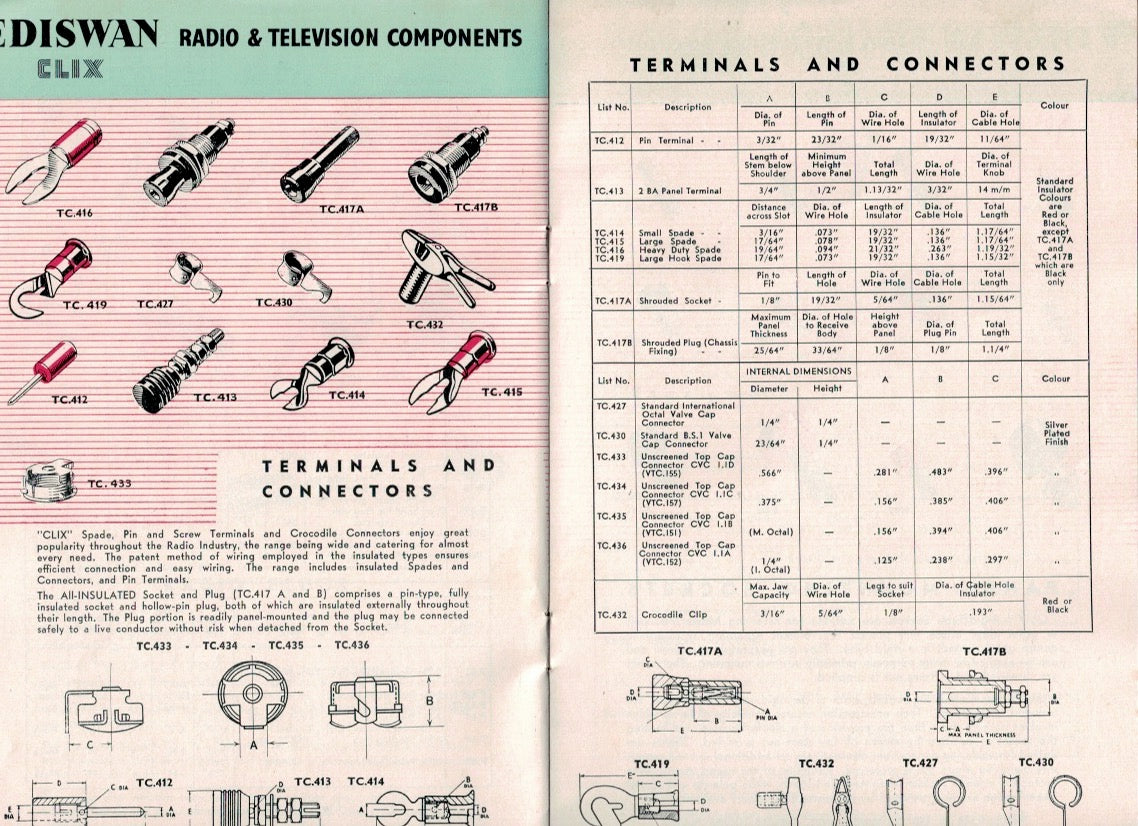 EDISWAN RADIO & TELEVISION COMPONENTS
CLIX
TC.416
TC.417A
TC.417B
TC.419
TC.427
TC.430
TC.432
TC.412
TC.413
TC.414
TC.415
TC.433
TERMINALS AND
CONNECTORS
"CLIX" Spade, Pin and Screw Terminals and Crocodile Connectors enjoy great
popularity throughout the Radio Industry, the range being wide and catering for almost
every need. The patent method of wiring employed in the insulated types ensures
efficient connection and easy wiring. The range includes insulated Spades and
Connectors, and Pin Terminals.
The All-INSULATED Socket and Plug (TC.417 A and B) comprises a pin-type, fully
insulated socket and hollow-pin plug, both of which are insulated externally throughout
their length. The Plug portion is readily panel-mounted and the plug may be connected
safely to a live conductor without risk when detached from the Socket.
TC.433 - TC.434 - TC.435 - TC.436
C
A
B
TC.412
TC.413
TC.414
D
C DIA
E
DIA
A
DIA
E
D
DIA
B
DIA
A
D
DIA
TERMINALS AND CONNECTORS
List No. Description A B C D E Colour
Dia. of Pin Length of Pin Dia. of Wire Hole Length of Insulator Dia. of Cable Hole
TC.412 Pin Terminal - - 3/32" 23/32" 1/16" 19/32" 11/64"
Length of Stem below Shoulder Minimum Height above Panel Total Length Dia. of Wire Hole Dia. of Terminal Knob
TC.413 2 BA Panel Terminal 3/4" 1/2" 1.13/32" 3/32" 14 m/m
Distance across Slot Dia. of Wire Hole Length of Insulator Dia. of Cable Hole Total Length
TC.414 Small Spade - - 3/16" .073" 19/32" .136" 1.17/64"
TC.415 Large Spade - 17/64" .078" 19/32" .136" 1.17/64"
TC.416 Heavy Duty Spade 19/64" .094" 21/32" .263" 1.19/32"
TC.419 Large Hook Spade 17/64" .073" 19/32" .136" 1.15/32"
Standard
Insulator
Colours
are
Red or
Black,
except
TC.417A
and
TC.417B
which are
Black
only
Pin to Fit Length of Hole Dia. of Wire Hole Dia. of Cable Hole Total Length
TC.417A Shrouded Socket - 1/8" 19/32" 5/64" .136" 1.15/64"
Maximum Panel Thickness Dia. of Hole to Receive Body Height above Panel Dia. of Plug Pin Total Length
TC.417B Shrouded Plug (Chassis
Fixing) - - 25/64" 33/64" 1/8" 1/8" 1.1/4"
List No. Description INTERNAL DIMENSIONS A B C Colour
Diameter Height
TC.427 Standard International
Octal Valve Cap
Connector 1/4" 1/4" — — —
TC.430 Standard B.S.1 Valve
Cap Connector 23/64" 1/4" — — —
Silver
Plated
Finish
TC.433 Unscreened Top Cap
Connector CVC 1.1D
(VTC.155) .566" — .281" .483" .396" ,,
TC.434 Unscreened Top Cap
Connector CVC 1.1C
(VTC.157) .375" — .156" .385" .406" ,,
TC.435 Unscreened Top Cap
Connector CVC 1.1B
(VTC.151) (M. Octal) — .156" .394" .406" ,,
TC.436 Unscreened Top Cap
Connector CVC 1.1A
(VTC.152) 1/4" — .125" .238" .297" ,,
(I. Octal)
Max. Jaw Capacity Dia. of Wire Hole Legs to suit Socket Dia. of Cable Hole Insulator
TC.432 Crocodile Clip 3/16" 5/64" 1/8" .193" Red or
Black
TC.417A
TC.417B
C
DIA
D
DIA
A
PIN DIA
B
E
D
DIA
B
DIA
C
A
MAX PANEL THICKNESS
E
TC.419
TC.432
TC.427
TC.430
E"
C
D
DIA